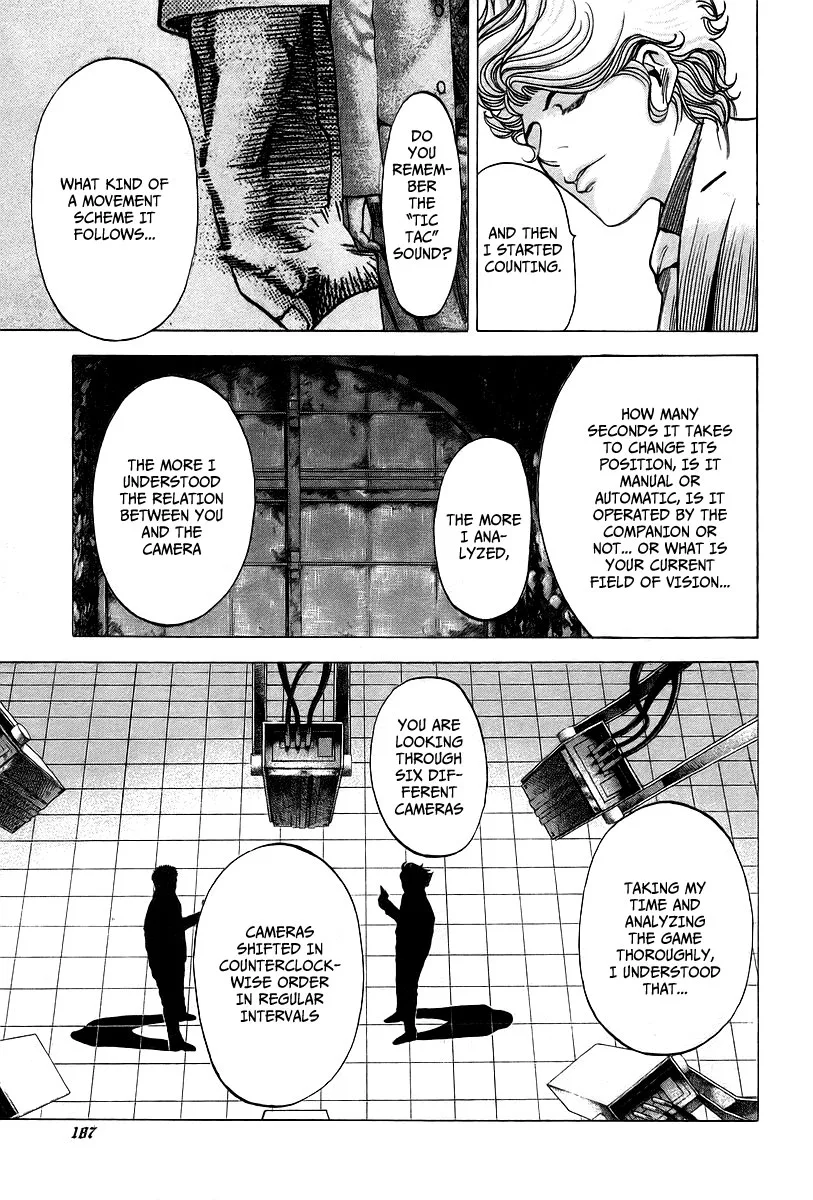 AND THEN
I STARTED
COUNTING.
DO
YOU
REMEM-
BER
THE
"TIC
TAC"
SOUND?
WHAT KIND OF
A MOVEMENT
SCHEME IT
FOLLOWS...
HOW MANY
SECONDS IT TAKES
TO CHANGE ITS
POSITION, IS IT
MANUAL OR
AUTOMATIC, IS IT
OPERATED BY THE
COMPANION OR
NOT... OR WHAT IS
YOUR CURRENT
FIELD OF VISION...
THE MORE
I ANA-
LYZED,
THE MORE I
UNDERSTOOD
THE RELATION
BETWEEN YOU
AND THE
CAMERA
TAKING MY
TIME AND
ANALYZING
THE GAME
THOROUGHLY,
I UNDERSTOOD
THAT...
YOU ARE
LOOKING
THROUGH
SIX DIF-
FERENT
CAMERAS
CAMERAS
SHIFTED IN
COUNTERCLOCK-
WISE ORDER
IN REGULAR
INTERVALS
187